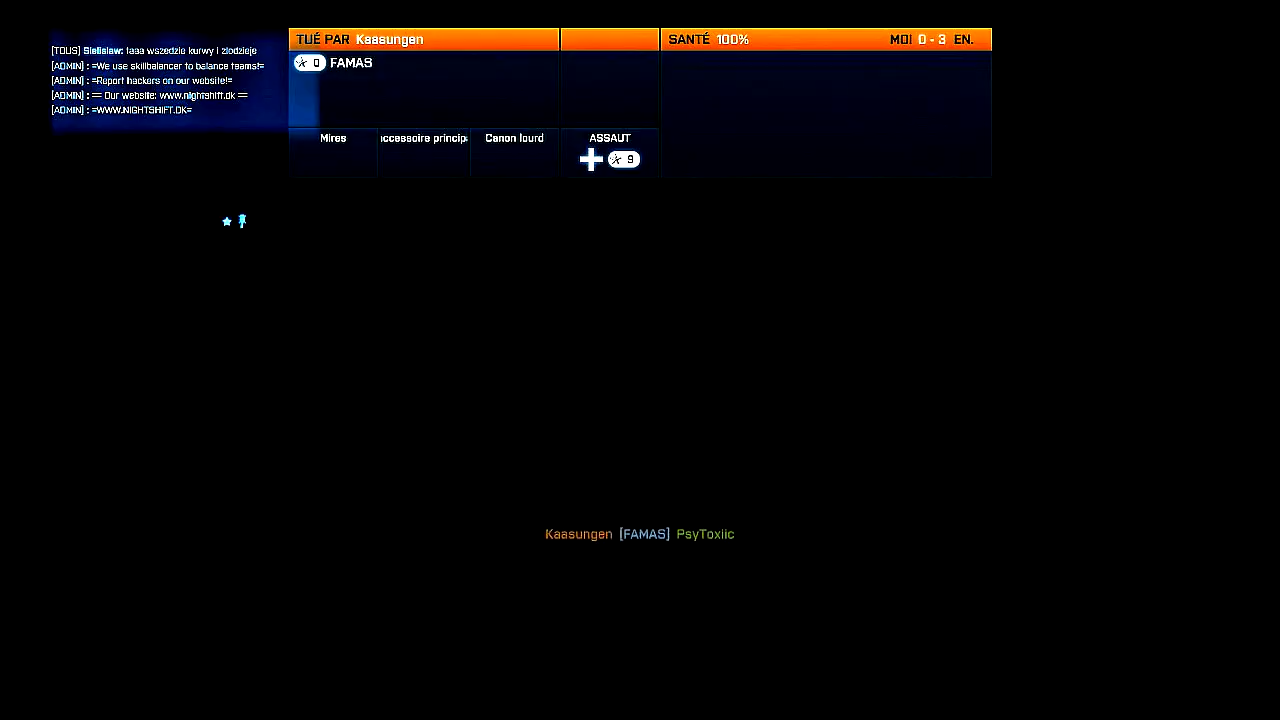 [TOUS] Sletislaw: taaa wszedzie kurwy i zlodzieje
[ADMIN] : =We use skillbalancer to balance teams!=
[ADMIN] : =Report hackers on our website!=
[ADMIN] : == Our website: www.nightshift.dk ==
[ADMIN] : =WWW.NIGHTSHIFT.DK=
TUÉ PAR Kaasungen
SANTÉ 100%
MOI 0 - 3 EN.
0 FAMAS
Mires
ccessoire princip
Canon lourd
ASSAUT
9
Kaasungen [FAMAS] PsyToxiic